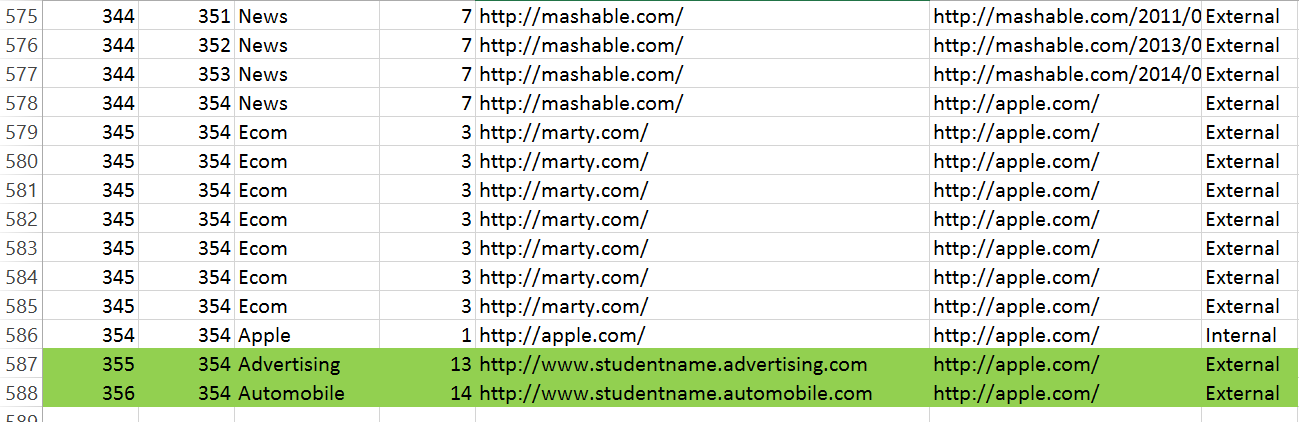 575 344 351 News 7 http://mashable.com/ http://mashable.com/2011/0 External
576 344 352 News 7 http://mashable.com/ http://mashable.com/2013/0 External
577 344 353 News 7 http://mashable.com/ http://mashable.com/2014/0 External
578 344 354 News 7 http://mashable.com/ http://apple.com/ External
579 345 354 Ecom 3 http://marty.com/ http://apple.com/ External
580 345 354 Ecom 3 http://marty.com/ http://apple.com/ External
581 345 354 Ecom 3 http://marty.com/ http://apple.com/ External
582 345 354 Ecom 3 http://marty.com/ http://apple.com/ External
583 345 354 Ecom 3 http://marty.com/ http://apple.com/ External
584 345 354 Ecom 3 http://marty.com/ http://apple.com/ External
585 345 354 Ecom 3 http://marty.com/ http://apple.com/ External
586 354 354 Apple 1 http://apple.com/ http://apple.com/ Internal
587 355 354 Advertising 13 http://www.studentname.advertising.com http://apple.com/ External
588 356 354 Automobile 14 http://www.studentname.automobile.com http://apple.com/ External
589